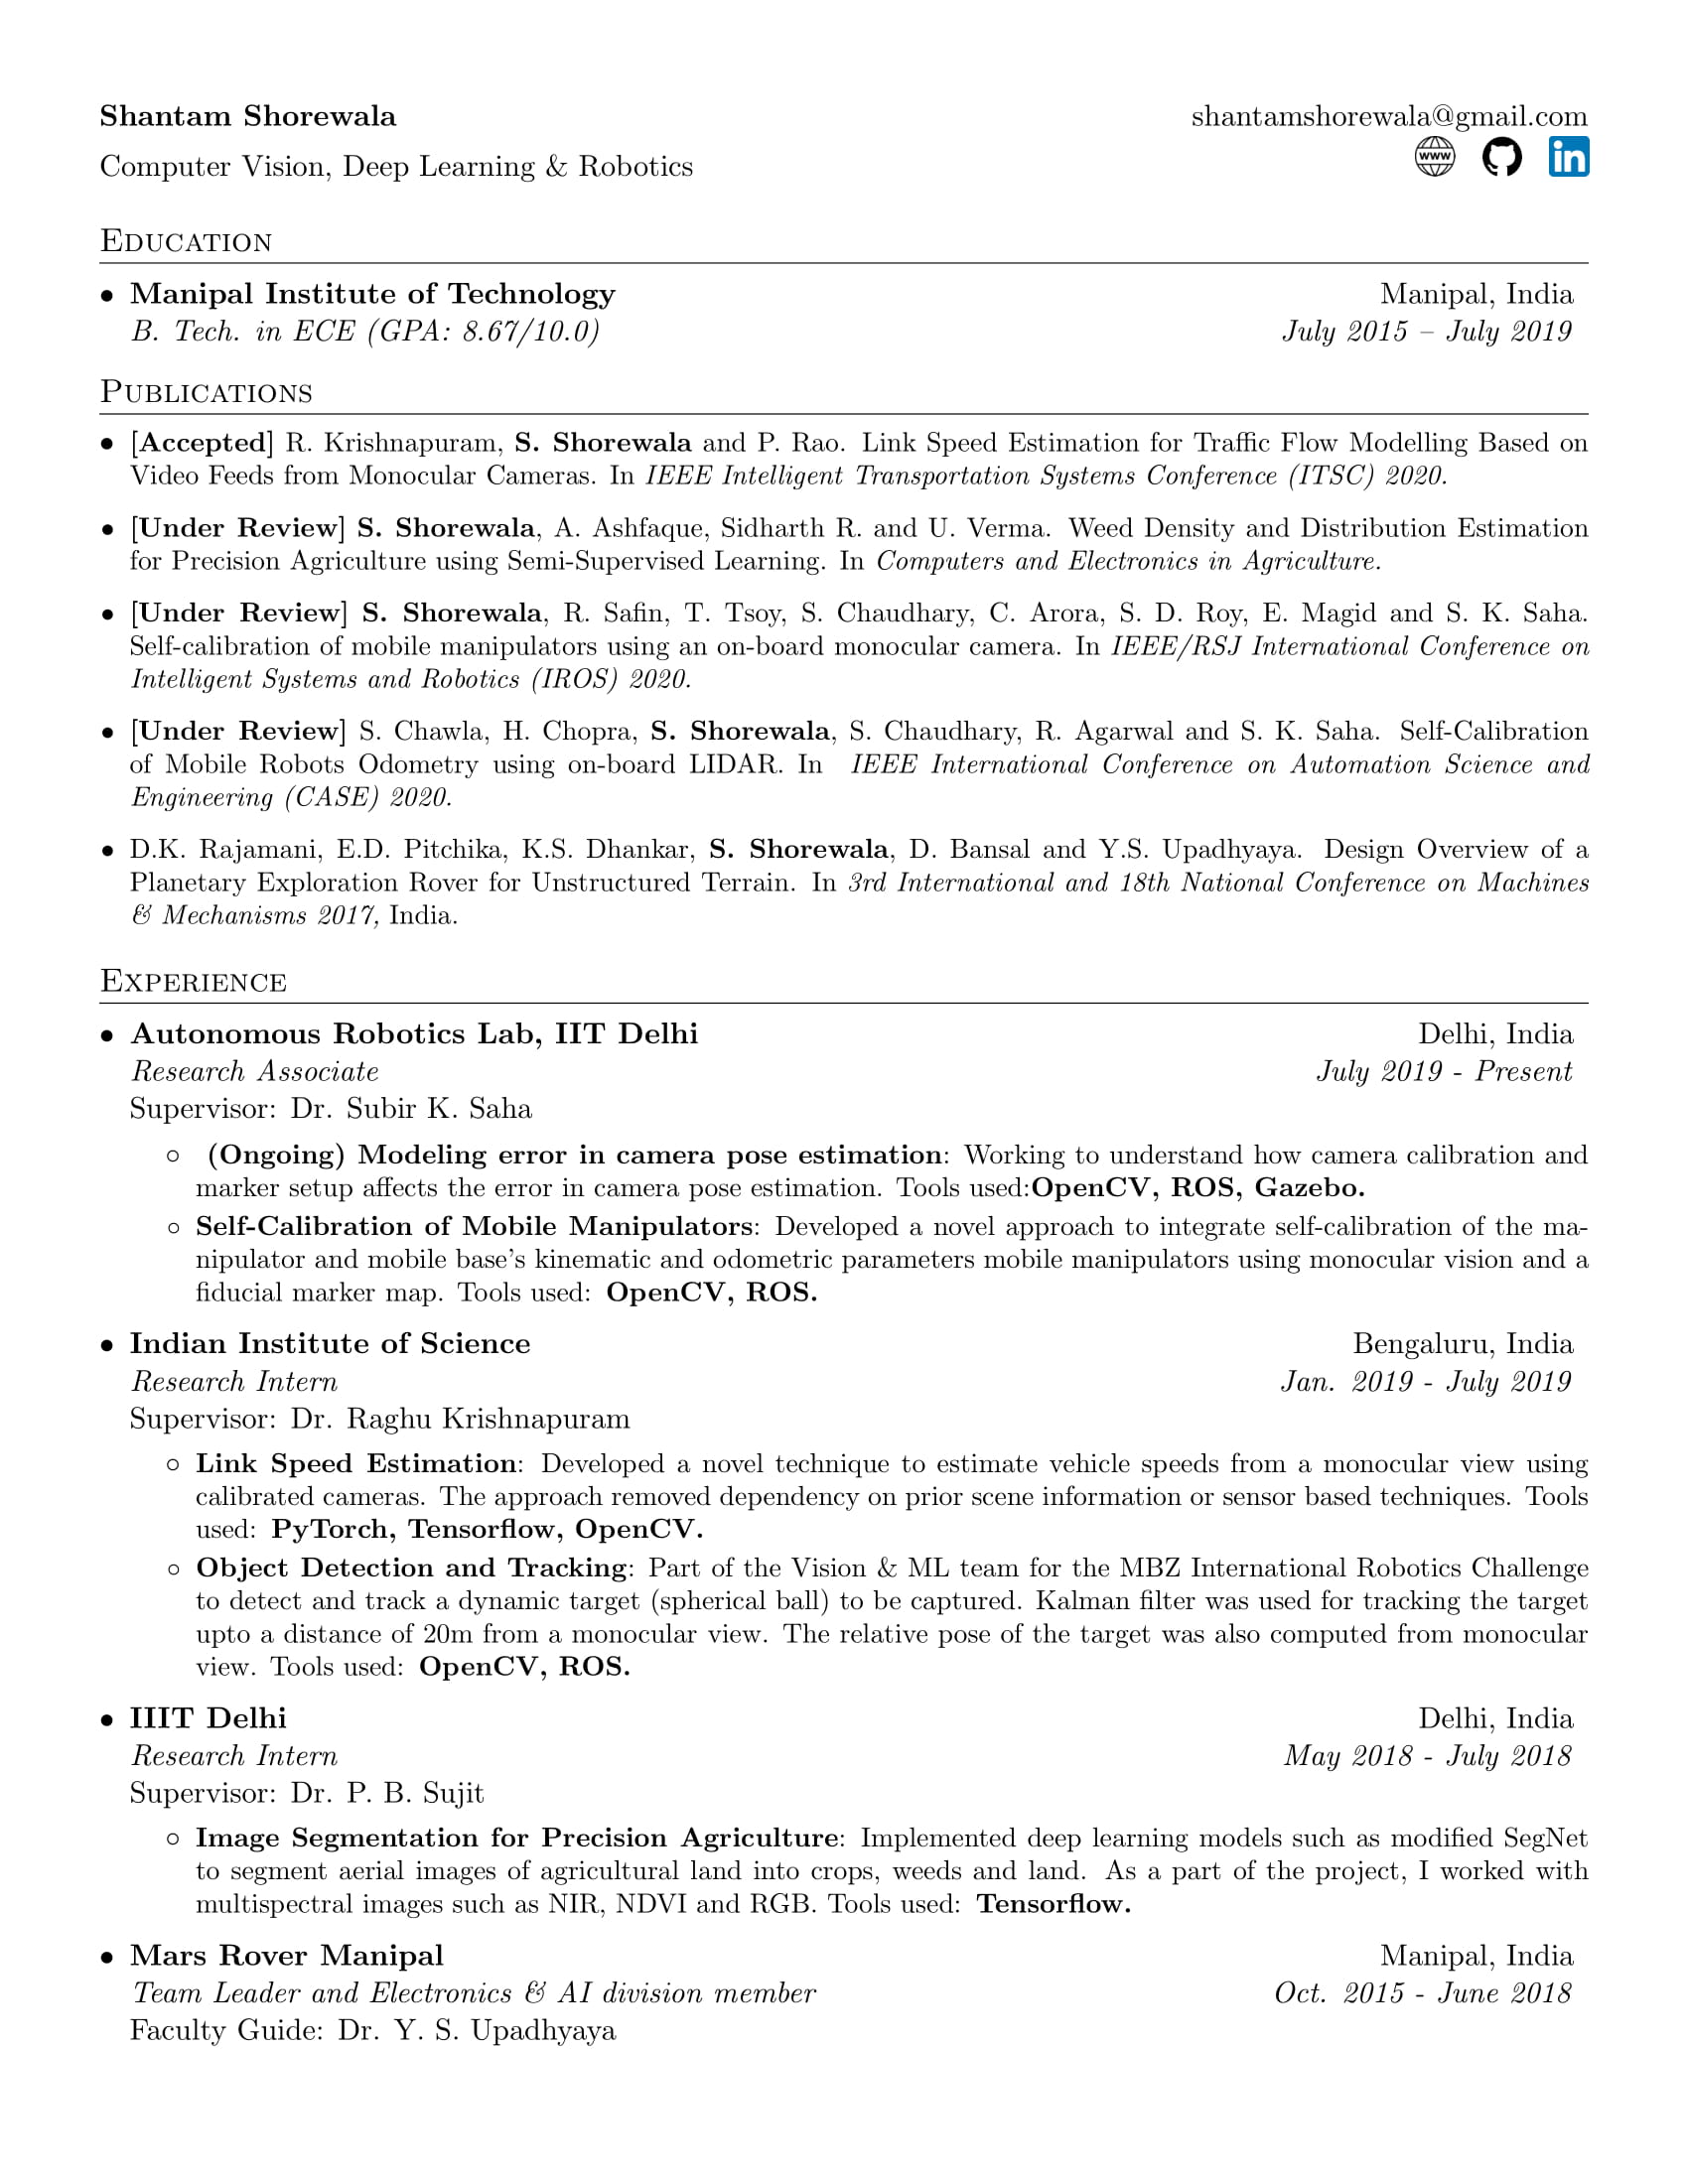 Shantam Shorewala
shantamshorewala@gmail.com
Computer Vision, Deep Learning & Robotics
WWW
in
Education
• Manipal Institute of Technology
Manipal, India
B. Tech. in ECE (GPA: 8.67/10.0)
July 2015 – July 2019
Publications
• [Accepted] R. Krishnapuram, S. Shorewala and P. Rao. Link Speed Estimation for Traffic Flow Modelling Based on
Video Feeds from Monocular Cameras. In IEEE Intelligent Transportation Systems Conference (ITSC) 2020.
• [Under Review] S. Shorewala, A. Ashfaque, Sidharth R. and U. Verma. Weed Density and Distribution Estimation
for Precision Agriculture using Semi-Supervised Learning. In Computers and Electronics in Agriculture.
• [Under Review] S. Shorewala, R. Safin, T. Tsoy, S. Chaudhary, C. Arora, S. D. Roy, E. Magid and S. K. Saha.
Self-calibration of mobile manipulators using an on-board monocular camera. In IEEE/RSJ International Conference on
Intelligent Systems and Robotics (IROS) 2020.
• [Under Review] S. Chawla, H. Chopra, S. Shorewala, S. Chaudhary, R. Agarwal and S. K. Saha. Self-Calibration
of Mobile Robots Odometry using on-board LIDAR. In IEEE International Conference on Automation Science and
Engineering (CASE) 2020.
• D.K. Rajamani, E.D. Pitchika, K.S. Dhankar, S. Shorewala, D. Bansal and Y.S. Upadhyaya. Design Overview of a
Planetary Exploration Rover for Unstructured Terrain. In 3rd International and 18th National Conference on Machines
& Mechanisms 2017, India.
Experience
• Autonomous Robotics Lab, IIT Delhi
Delhi, India
Research Associate
July 2019 - Present
Supervisor: Dr. Subir K. Saha
◦ (Ongoing) Modeling error in camera pose estimation: Working to understand how camera calibration and
marker setup affects the error in camera pose estimation. Tools used:OpenCV, ROS, Gazebo.
◦ Self-Calibration of Mobile Manipulators: Developed a novel approach to integrate self-calibration of the ma-
nipulator and mobile base's kinematic and odometric parameters mobile manipulators using monocular vision and a
fiducial marker map. Tools used: OpenCV, ROS.
• Indian Institute of Science
Bengaluru, India
Research Intern
Jan. 2019 - July 2019
Supervisor: Dr. Raghu Krishnapuram
◦ Link Speed Estimation: Developed a novel technique to estimate vehicle speeds from a monocular view using
calibrated cameras. The approach removed dependency on prior scene information or sensor based techniques. Tools
used: PyTorch, Tensorflow, OpenCV.
◦ Object Detection and Tracking: Part of the Vision & ML team for the MBZ International Robotics Challenge
to detect and track a dynamic target (spherical ball) to be captured. Kalman filter was used for tracking the target
upto a distance of 20m from a monocular view. The relative pose of the target was also computed from monocular
view. Tools used: OpenCV, ROS.
• IIIT Delhi
Delhi, India
Research Intern
May 2018 - July 2018
Supervisor: Dr. P. B. Sujit
◦ Image Segmentation for Precision Agriculture: Implemented deep learning models such as modified SegNet
to segment aerial images of agricultural land into crops, weeds and land. As a part of the project, I worked with
multispectral images such as NIR, NDVI and RGB. Tools used: Tensorflow.
• Mars Rover Manipal
Manipal, India
Team Leader and Electronics & AI division member
Oct. 2015 - June 2018
Faculty Guide: Dr. Y. S. Upadhyaya